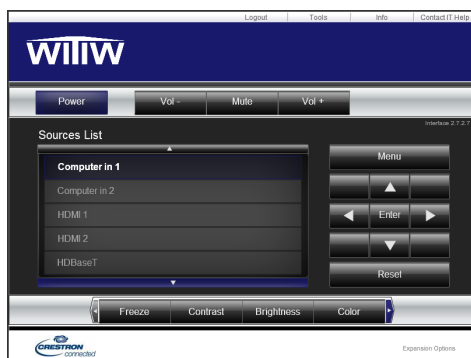 Logout Tools Info Contact IT Help
WiTiW
Power Vol - Mute Vol +
Interface 2.7.2.7
Sources List
Computer in 1
Computer in 2
HDMI 1
HDMI 2
HDBaseT
Menu
Enter
Reset
Freeze Contrast Brightness Color
CRESTRON
connected
Expansion Options